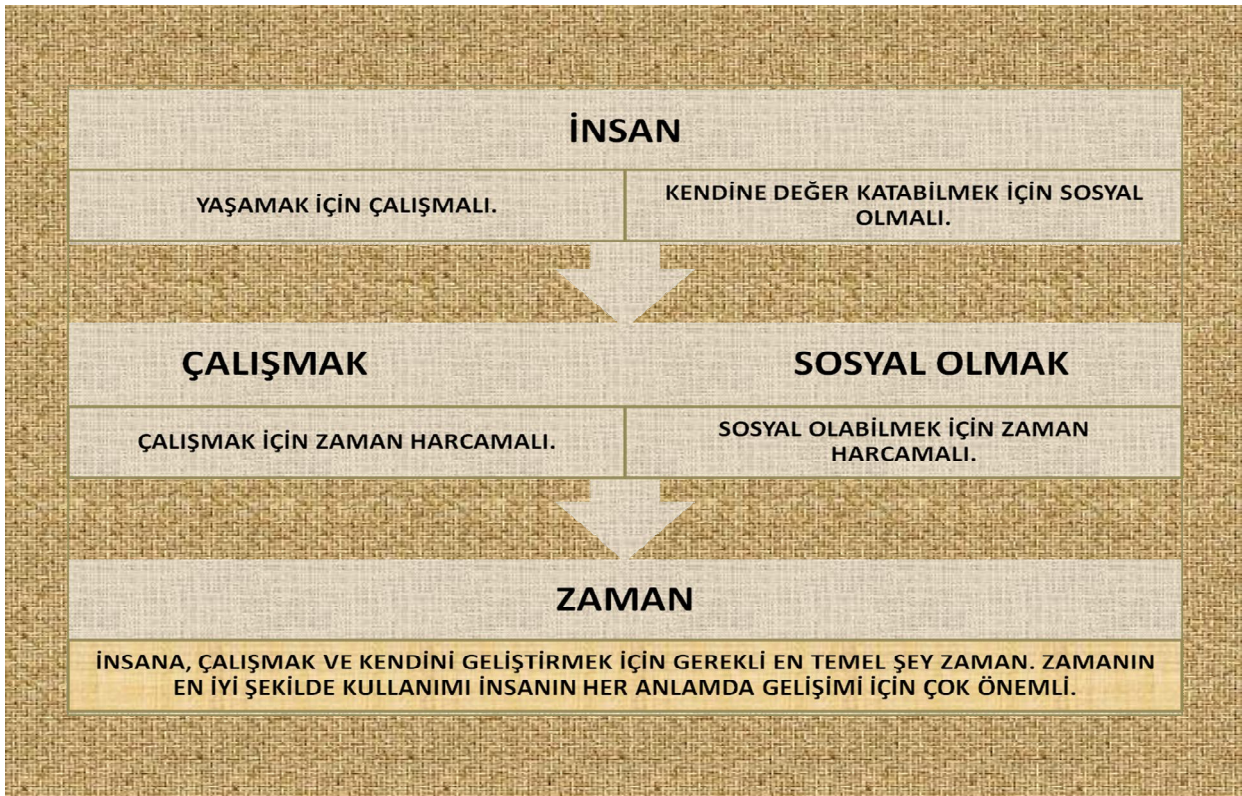 İNSAN
YAŞAMAK İÇİN ÇALIŞMALI.
KENDİNE DEĞER KATABİLMEK İÇİN SOSYAL
OLMALI.
ÇALIŞMAK
SOSYAL OLMAK
ÇALIŞMAK İÇİN ZAMAN HARCAMALI.
SOSYAL OLABİLMEK İÇİN ZAMAN
HARCAMALI.
ZAMAN
İNSANA, ÇALIŞMAK VE KENDİNİ GELİŞTİRMEK İÇİN GEREKLİ EN TEMEL ŞEY ZAMAN. ZAMANIN
EN İYİ ŞEKİLDE KULLANIMI İNSANIN HER ANLAMDA GELİŞİMİ İÇİN ÇOK ÖNEMLİ.